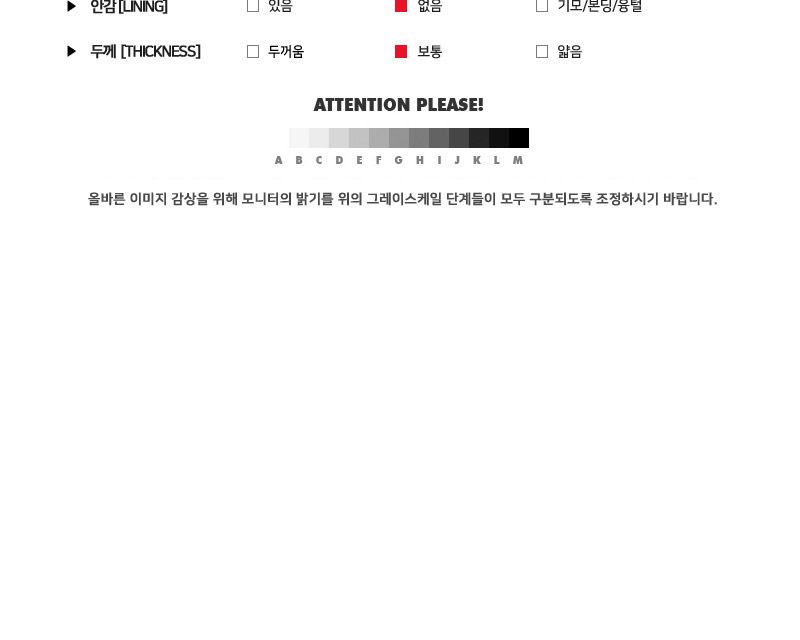 ▶ 안감[LINING] □ 있음 ■ 없음 □ 기모/본딩/융털
▶ 두께 [THICKNESS] □ 두꺼움 ■ 보통 □ 얇음
ATTENTION PLEASE!
A B C D E F G H I J K L M
올바른 이미지 감상을 위해 모니터의 밝기를 위의 그레이스케일 단계들이 모두 구분되도록 조정하시기 바랍니다.